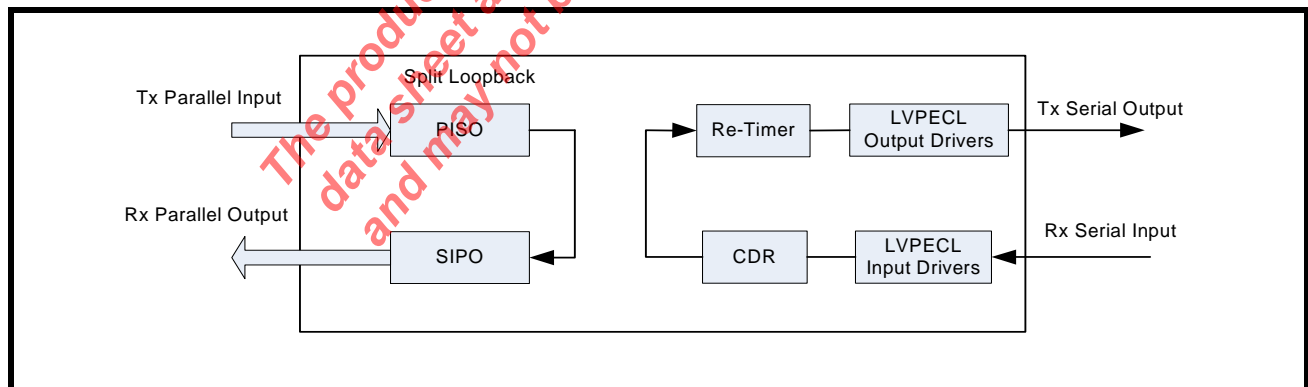 Split Loopback
Tx Parallel Input
PISO
Re-Timer
LVPECL
Output Drivers
Tx Serial Output
Rx Parallel Output
SIPO
CDR
LVPECL
Input Drivers
Rx Serial Input
The produc
data sheet a
and may not